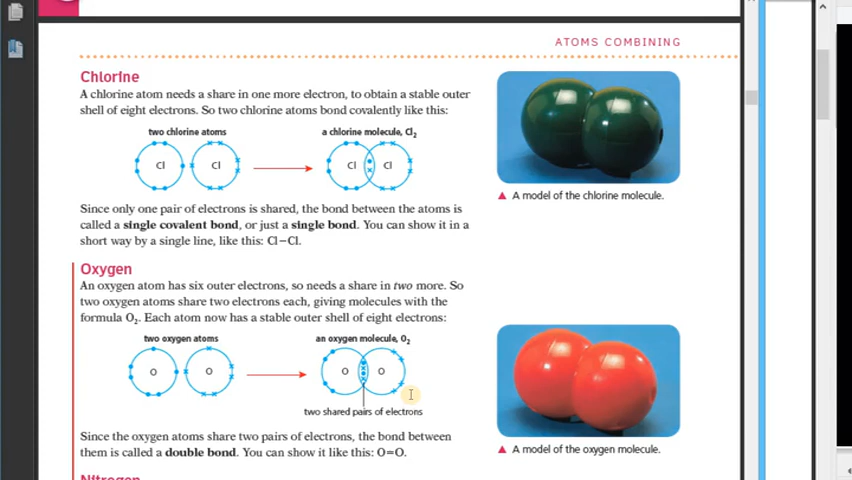 ATOMS COMBINING
Chlorine
A chlorine atom needs a share in one more electron, to obtain a stable outer
shell of eight electrons. So two chlorine atoms bond covalently like this:
two chlorine atoms
a chlorine molecule, Cl2
Cl Cl Cl Cl
▲ A model of the chlorine molecule.
Since only one pair of electrons is shared, the bond between the atoms is
called a single covalent bond, or just a single bond. You can show it in a
short way by a single line, like this: Cl−Cl.
Oxygen
An oxygen atom has six outer electrons, so needs a share in two more. So
two oxygen atoms share two electrons each, giving molecules with the
formula O2. Each atom now has a stable outer shell of eight electrons:
two oxygen atoms
an oxygen molecule, O2
O O O O
two shared pairs of electrons
Since the oxygen atoms share two pairs of electrons, the bond between
them is called a double bond. You can show it like this: O=O.
▲ A model of the oxygen molecule.
Nitrogen